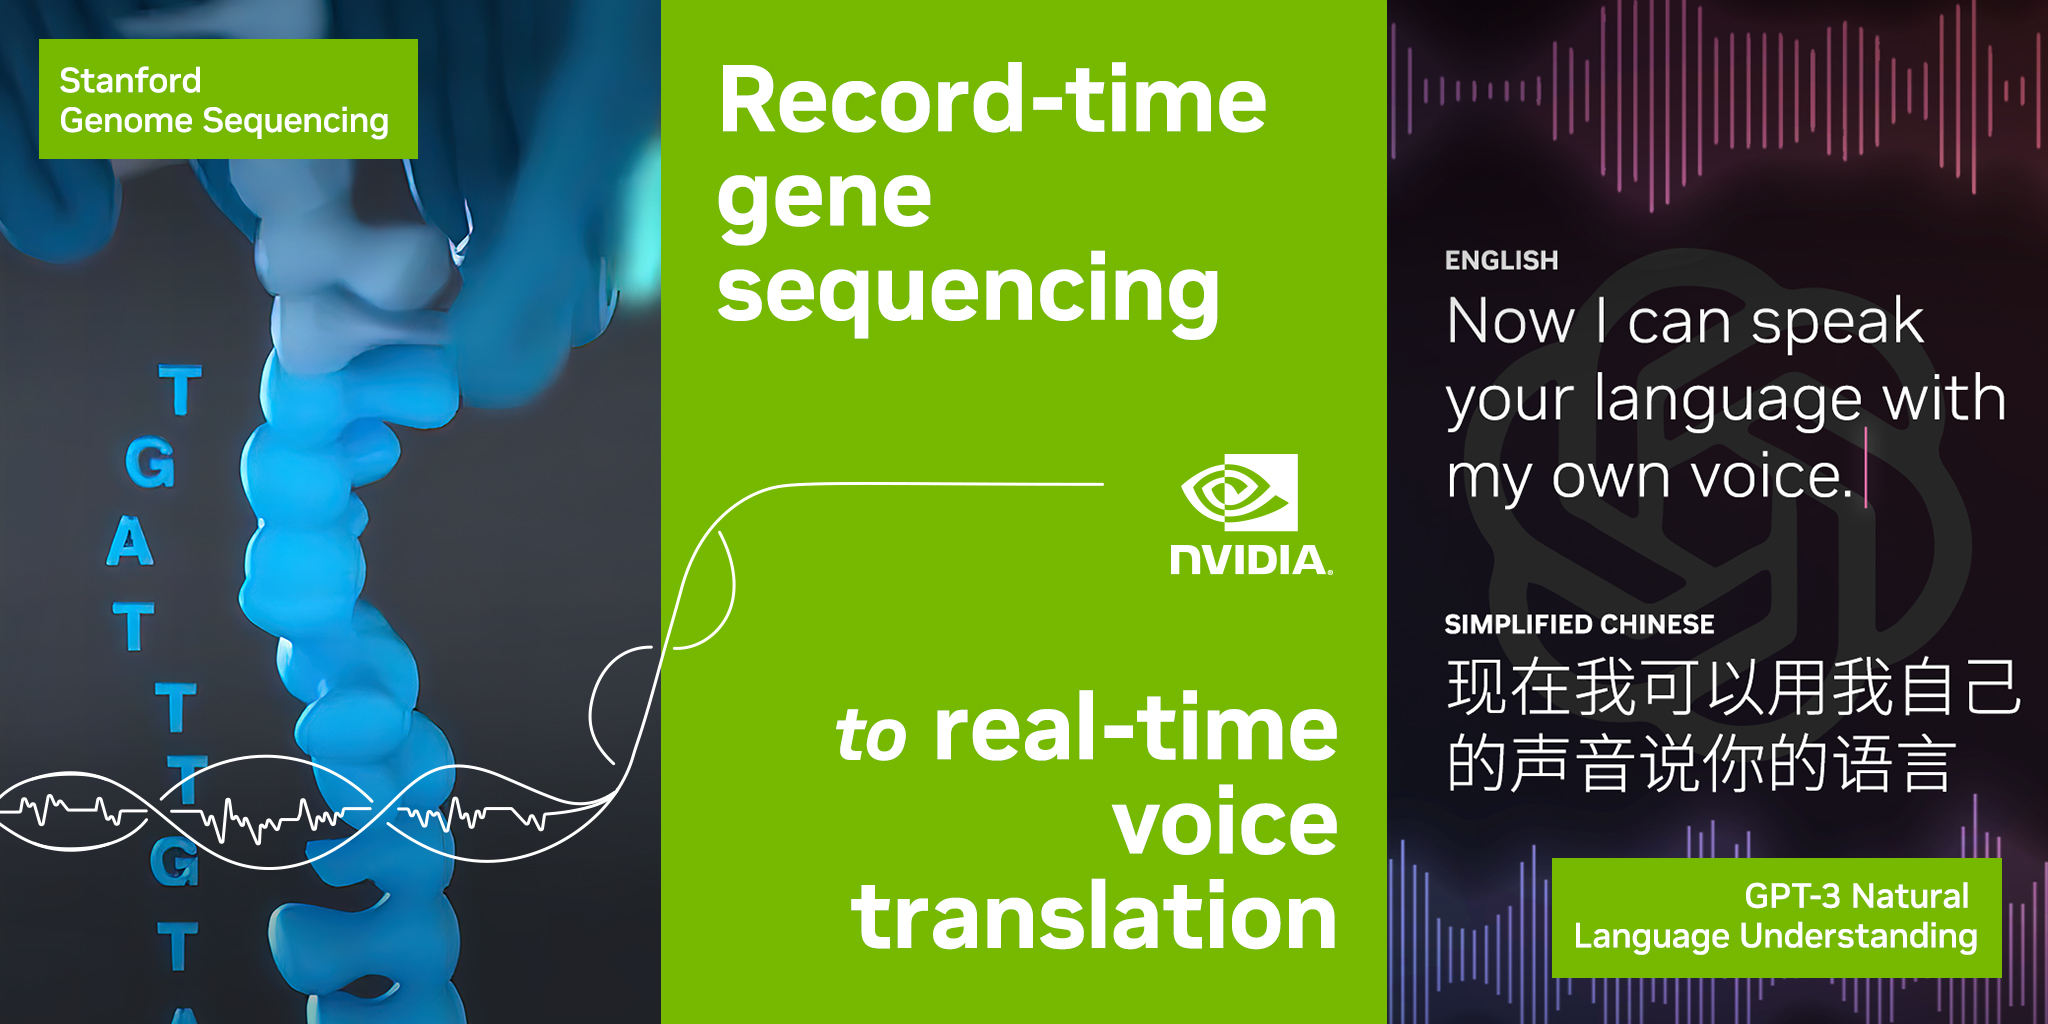 Stanford
Genome Sequencing
T
G
A
T
T
T
G
T
A
Record-time
gene
sequencing
NVIDIA®
to real-time
voice
translation
ENGLISH
Now I can speak
your language with
my own voice.
SIMPLIFIED CHINESE
现在我可以用我自己
的声音说你的语言
GPT-3 Natural
Language Understanding